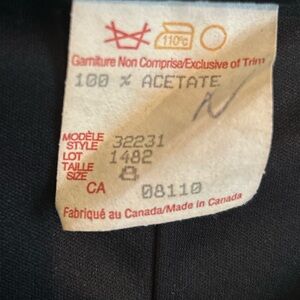 110°c
Garniture Non Comprise/Exclusive of Trim
100 % ACETATE
MODÈLE
STYLE 32231
LOT 1482
TAILLE
SIZE 8
CA 08110
Fabriqué au Canada/Made in Canada